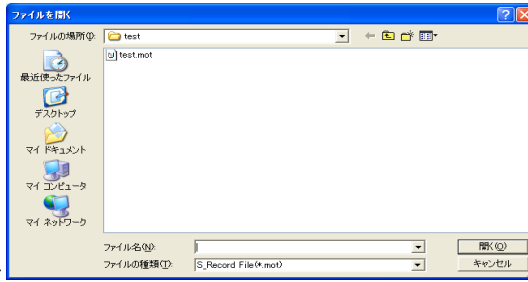 ファイルを開く
ファイルの場所(I):
test
test.mot
最近使ったファイル
デスクトップ
マイ ドキュメント
マイ コンピュータ
マイ ネットワーク
ファイル名(N):
開く(O)
ファイルの種類(T):
S_Record File(*.mot)
キャンセル